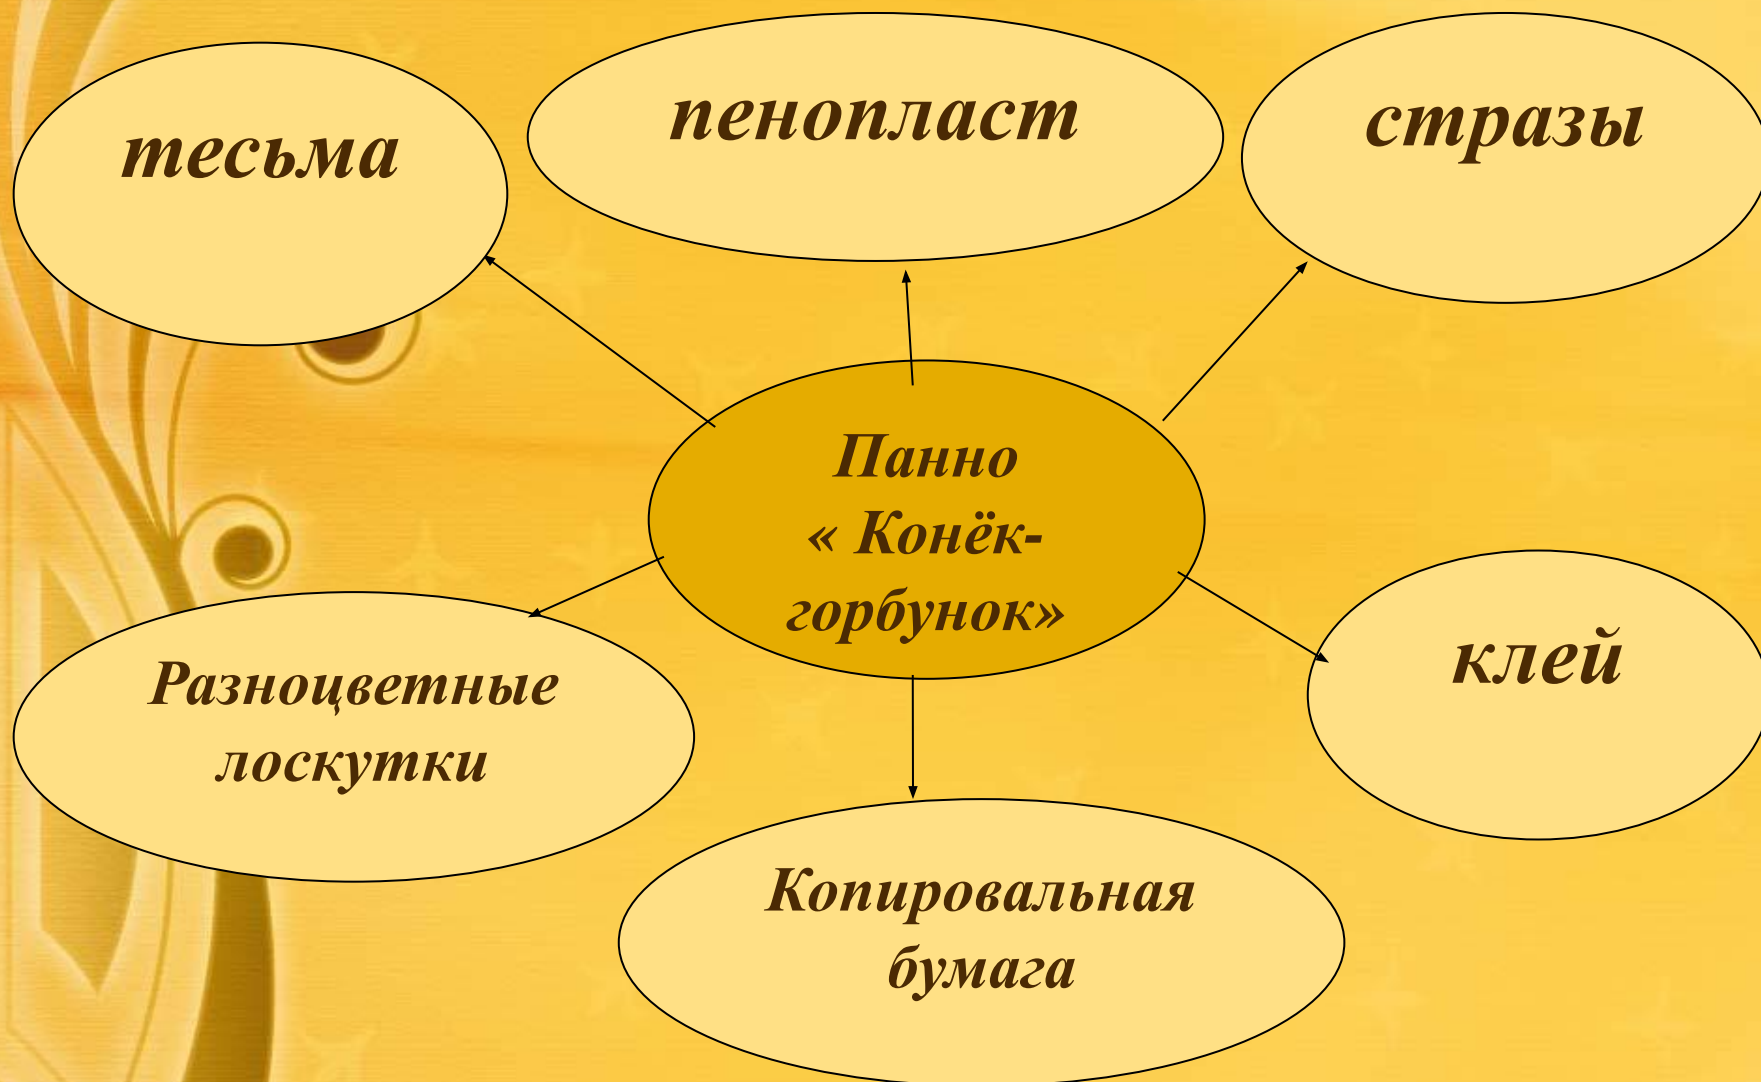 тесьма
пенопласт
стразы
Панно
« Конёк-
горбунок»
Разноцветные
лоскутки
клей
Копировальная
бумага